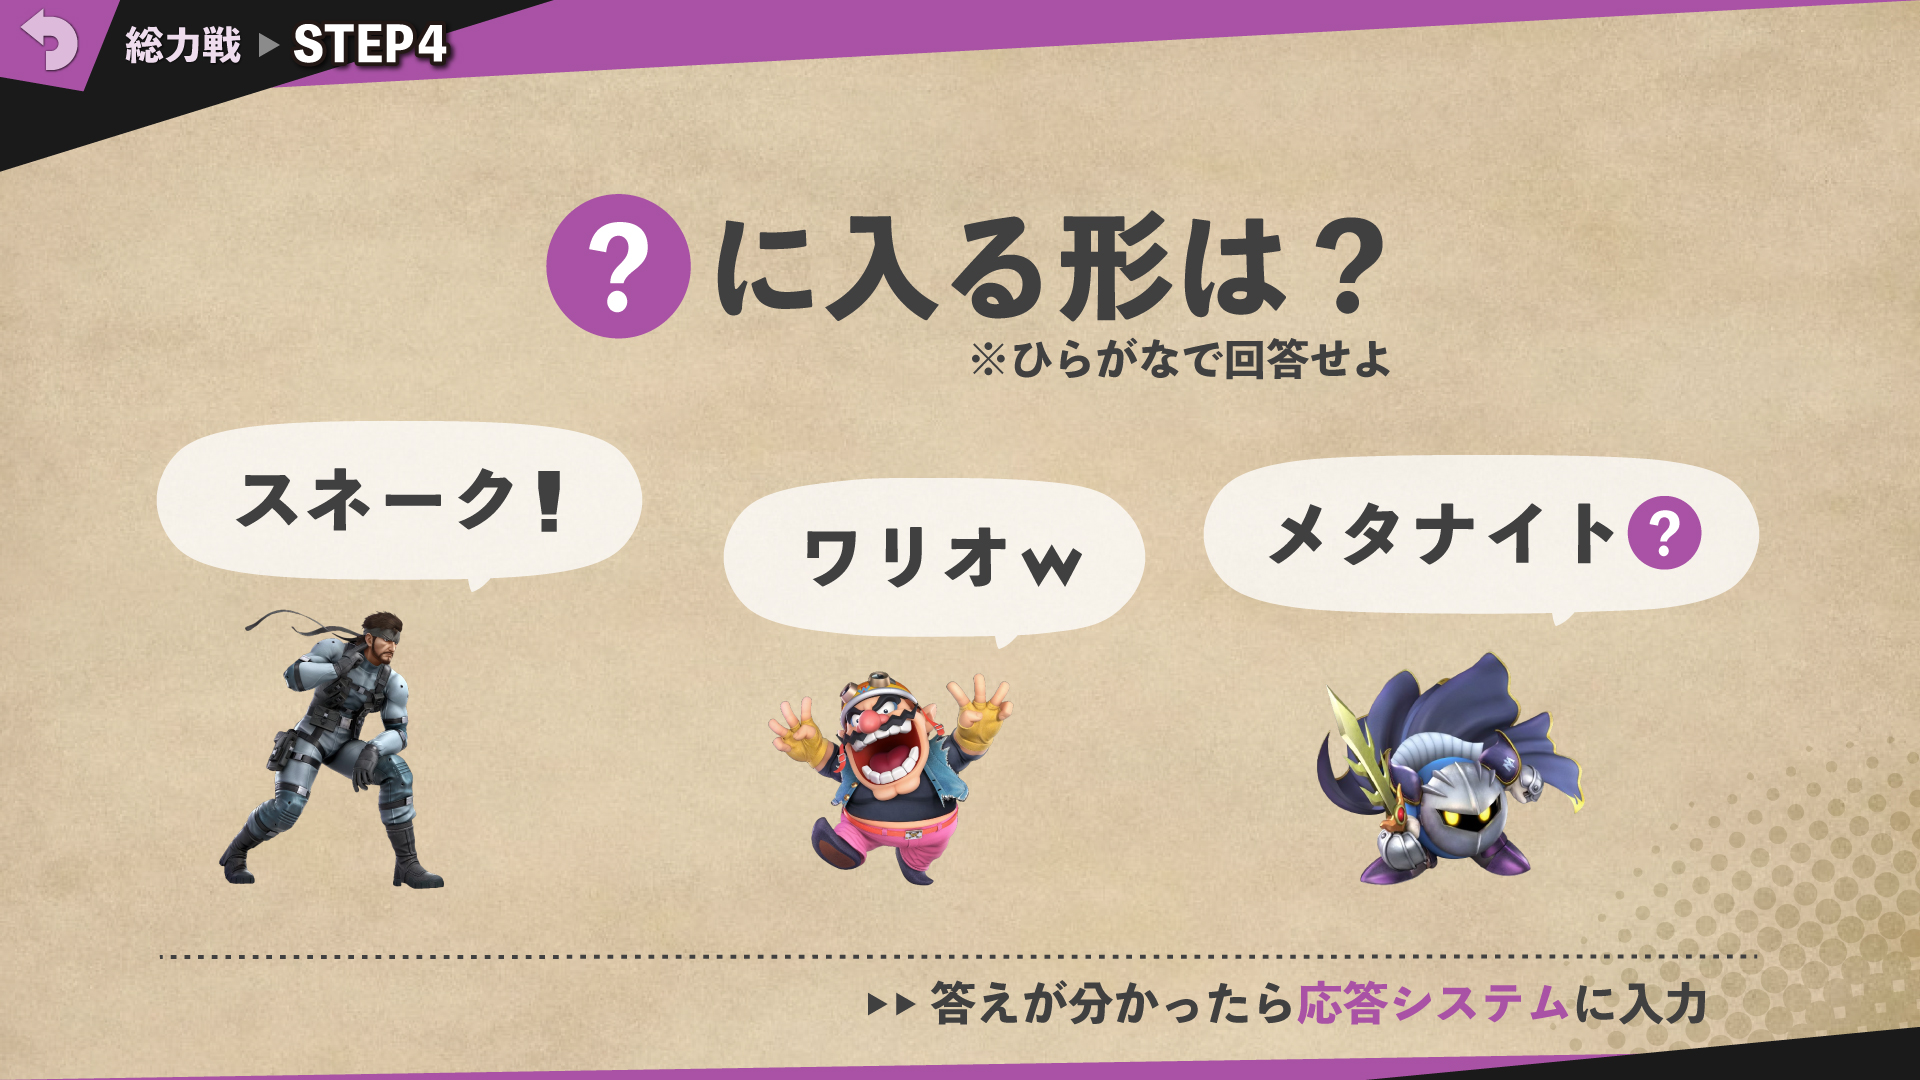 総力戦 ▶ STEP4
?に入る形は？
※ひらがなで回答せよ
スネーク!
ワリオw
メタナイト?
▶▶ 答えが分かったら応答システムに入力